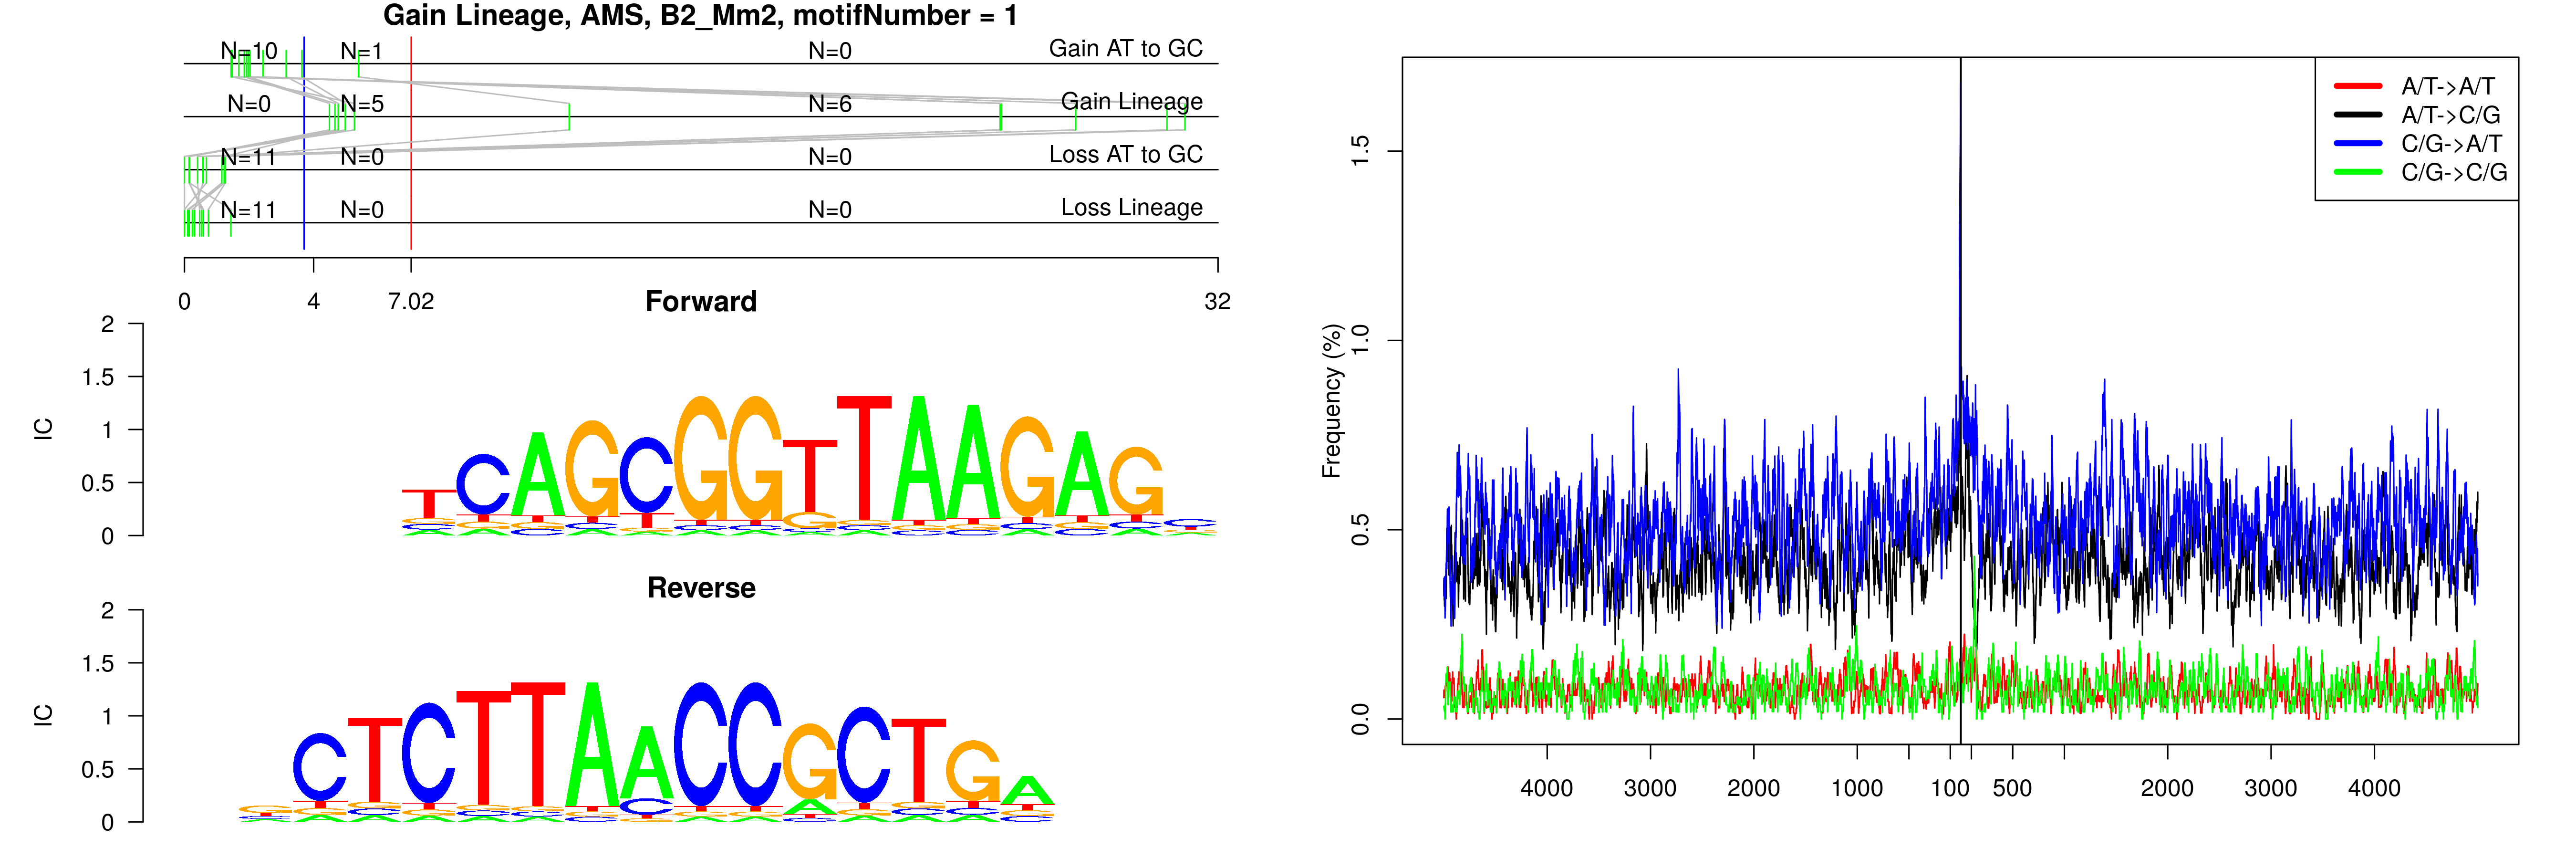 Gain Lineage, AMS, B2_Mm2, motifNumber = 1
N=10 N=1 N=0 Gain AT to GC
N=0 N=5 N=6 Gain Lineage
N=11 N=0 N=0 Loss AT to GC
N=11 N=0 N=0 Loss Lineage
0 4 7.02 32
Forward
IC
2
1.5
1
0.5
0
TCAGCGGTTAAGAG
Reverse
IC
2
1.5
1
0.5
0
CTCTTAACCGCTGA
Frequency (%)
1.5
1.0
0.5
0.0
A/T->A/T
A/T->C/G
C/G->A/T
C/G->C/G
4000 3000 2000 1000 100 500 2000 3000 4000